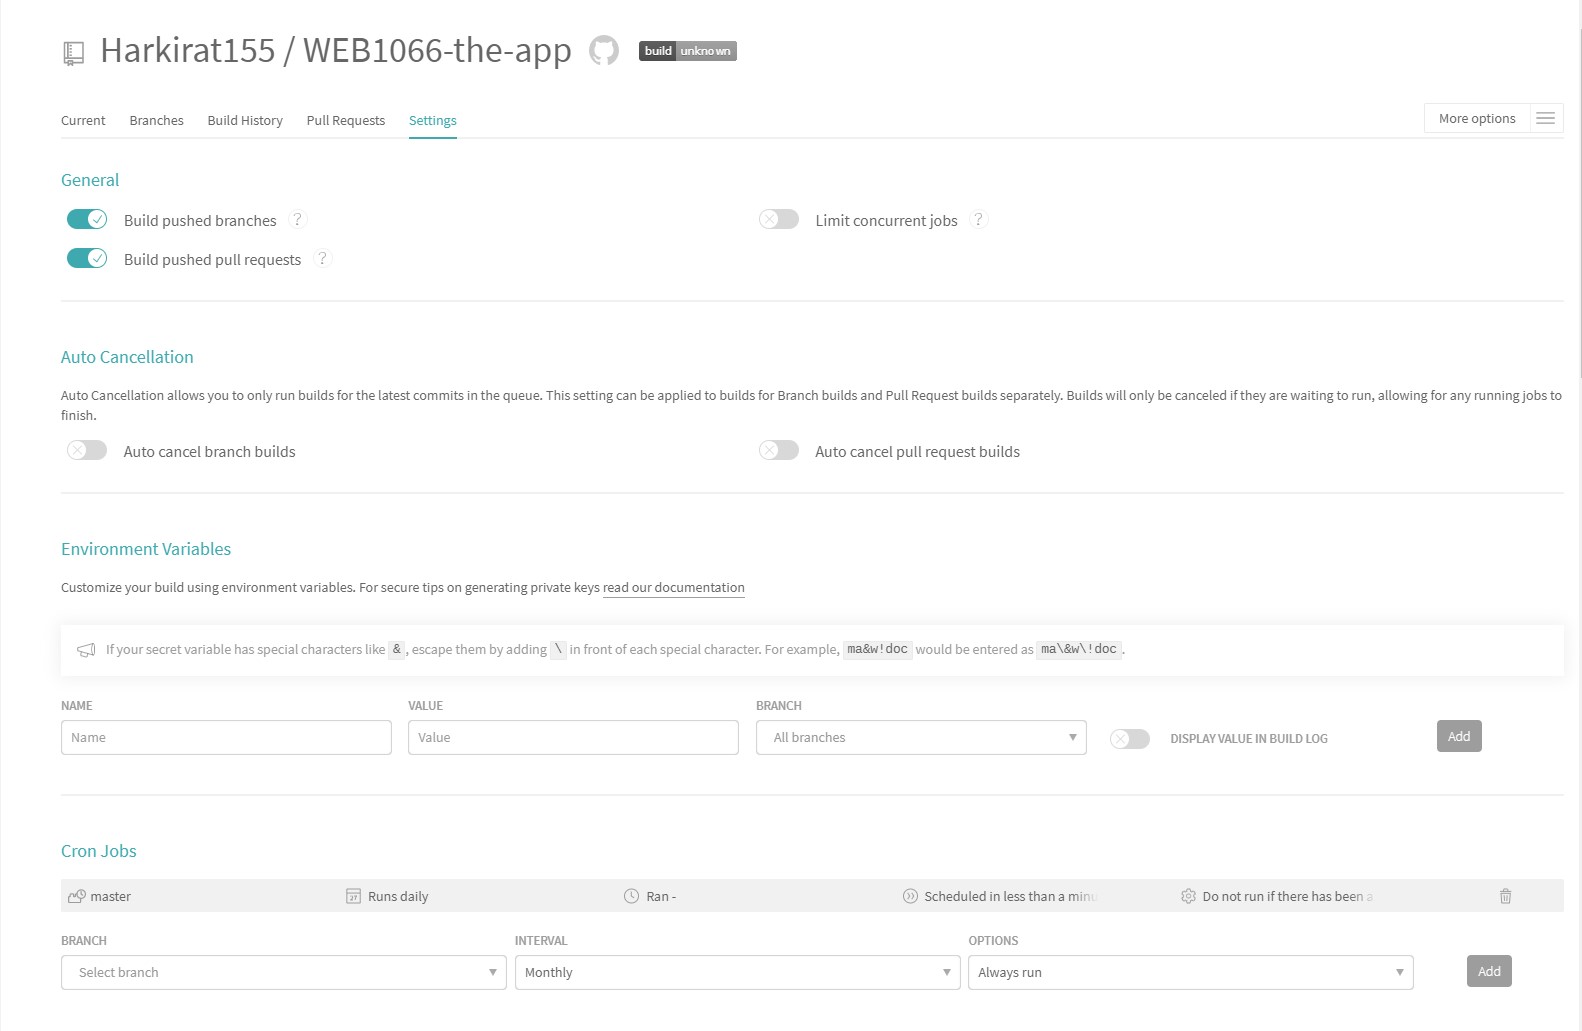 Harkirat155 / WEB1066-the-app
build unknown
Current Branches Build History Pull Requests Settings More options
General
Build pushed branches ? Limit concurrent jobs ?
Build pushed pull requests ?
Auto Cancellation
Auto Cancellation allows you to only run builds for the latest commits in the queue. This setting can be applied to builds for Branch builds and Pull Request builds separately. Builds will only be canceled if they are waiting to run, allowing for any running jobs to
finish.
Auto cancel branch builds Auto cancel pull request builds
Environment Variables
Customize your build using environment variables. For secure tips on generating private keys read our documentation
If your secret variable has special characters like &, escape them by adding \ in front of each special character. For example, ma&w!doc would be entered as ma\&w\!doc.
NAME VALUE BRANCH
Name Value All branches DISPLAY VALUE IN BUILD LOG Add
Cron Jobs
master 27 Runs daily Ran - Scheduled in less than a minu Do not run if there has been a
BRANCH INTERVAL OPTIONS
Select branch Monthly Always run Add